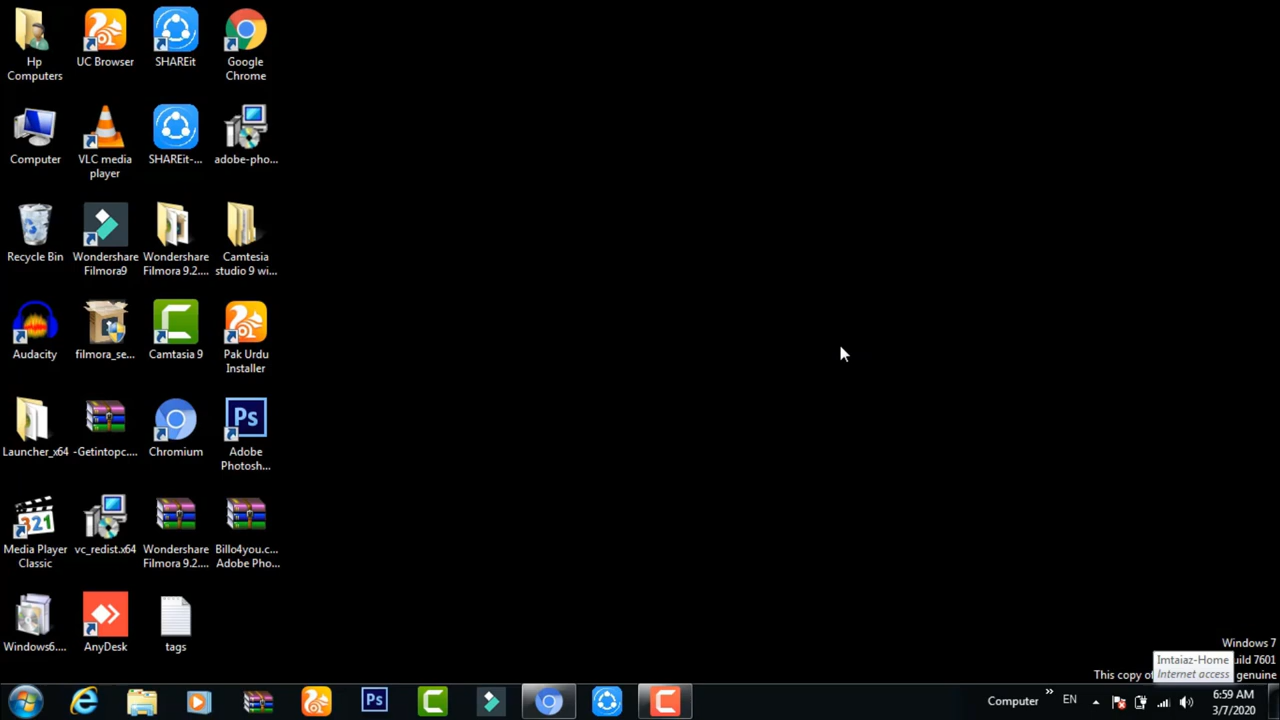 Hp
Computers
UC Browser
SHAREit
Google
Chrome
Computer
VLC media
player
SHAREit-...
adobe-pho...
Recycle Bin
Wondershare
Filmora9
Wondershare
Filmora 9.2....
Camtesia
studio 9 wi...
Audacity
filmora_se...
Camtasia 9
Pak Urdu
Installer
Launcher_x64
-Getintopc....
Chromium
Ps
Adobe
Photosh...
321
Media Player
Classic
vc_redist.x64
Wondershare
Filmora 9.2....
Billo4you.c...
Adobe Pho...
Windows6....
AnyDesk
tags
Windows 7
Imtaiaz-Home
uild 7601
Internet access
This copy of
genuine
Ps
Computer
»
EN
6:59 AM
3/7/2020